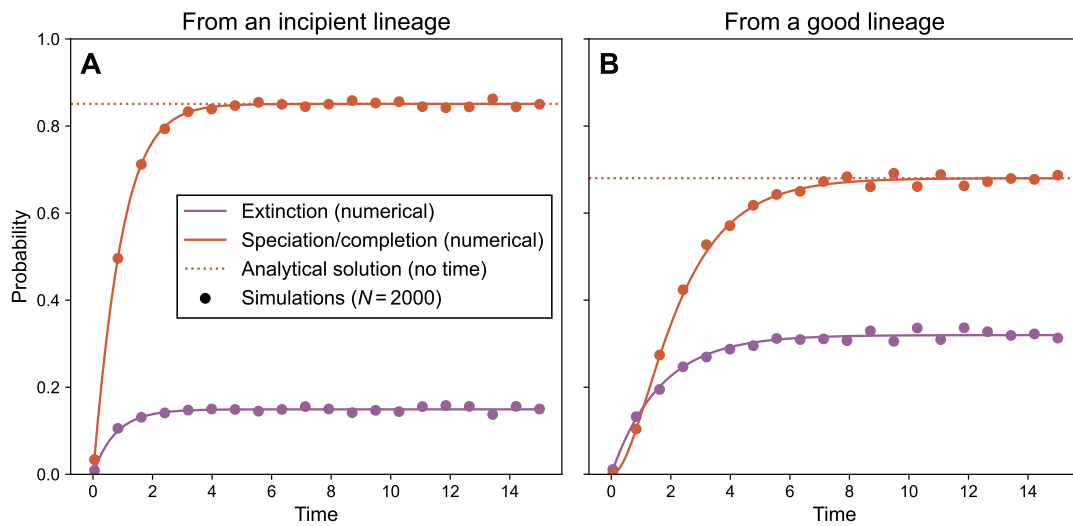 From an incipient lineage
From a good lineage
A
B
1.0
0.8
0.6
0.4
0.2
0.0
Probability
Extinction (numerical)
Speciation/completion (numerical)
Analytical solution (no time)
Simulations (N = 2000)
0 2 4 6 8 10 12 14
0 2 4 6 8 10 12 14
Time
Time